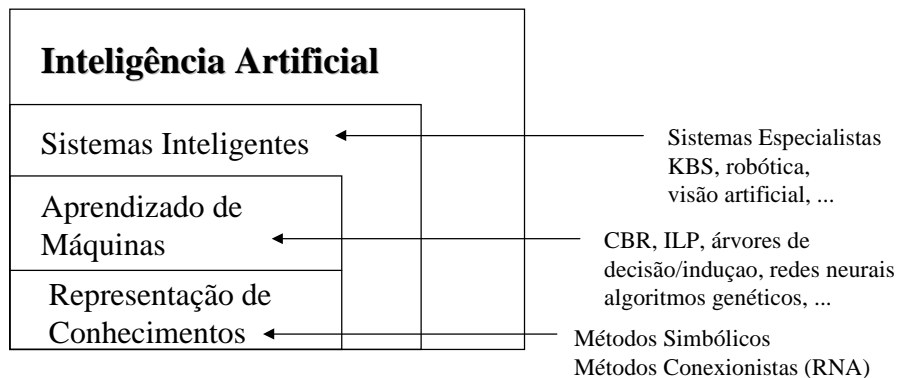 Inteligência Artificial
Sistemas Inteligentes
Sistemas Especialistas
KBS, robótica,
visão artificial, ...
Aprendizado de
Máquinas
CBR, ILP, árvores de
decisão/induçao, redes neurais
algoritmos genéticos, ...
Representação de
Conhecimentos
Métodos Simbólicos
Métodos Conexionistas (RNA)